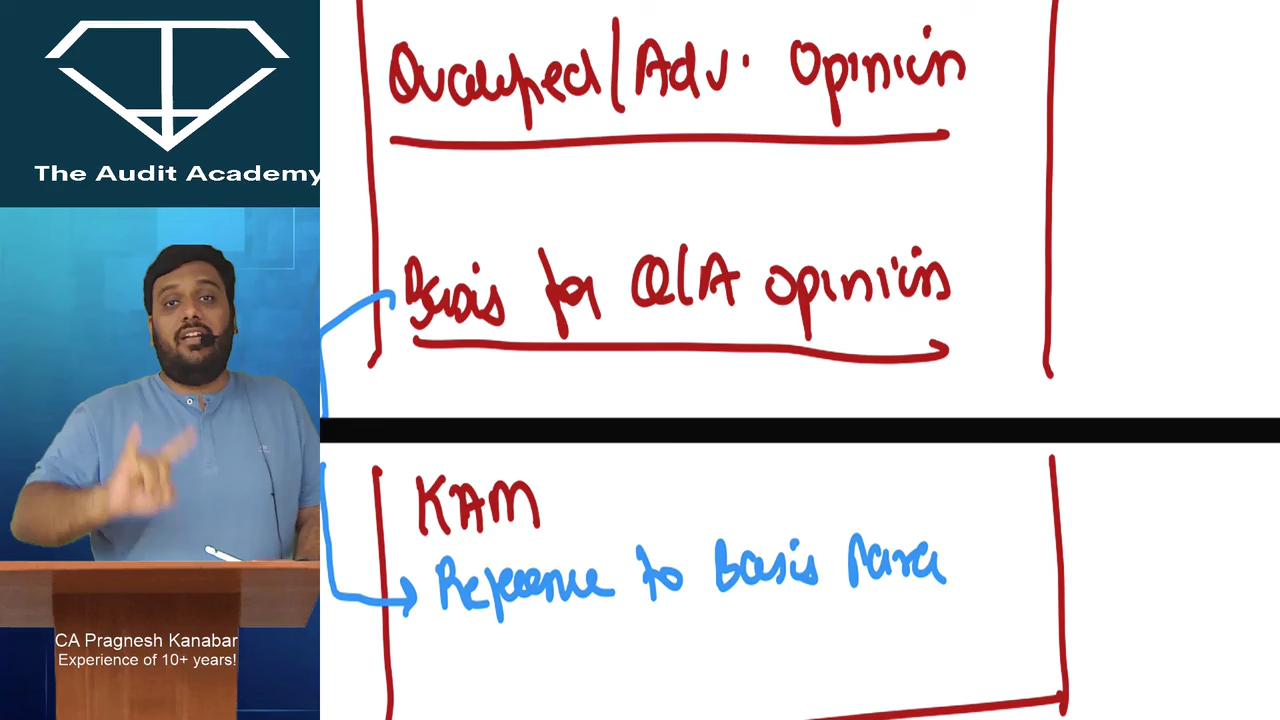 The Audit Academy
Qualified/Adv. Opinion
Basis for Q/A opinion
KAM
Reference to Basis Para
CA Pragnesh Kanabar
Experience of 10+ years!